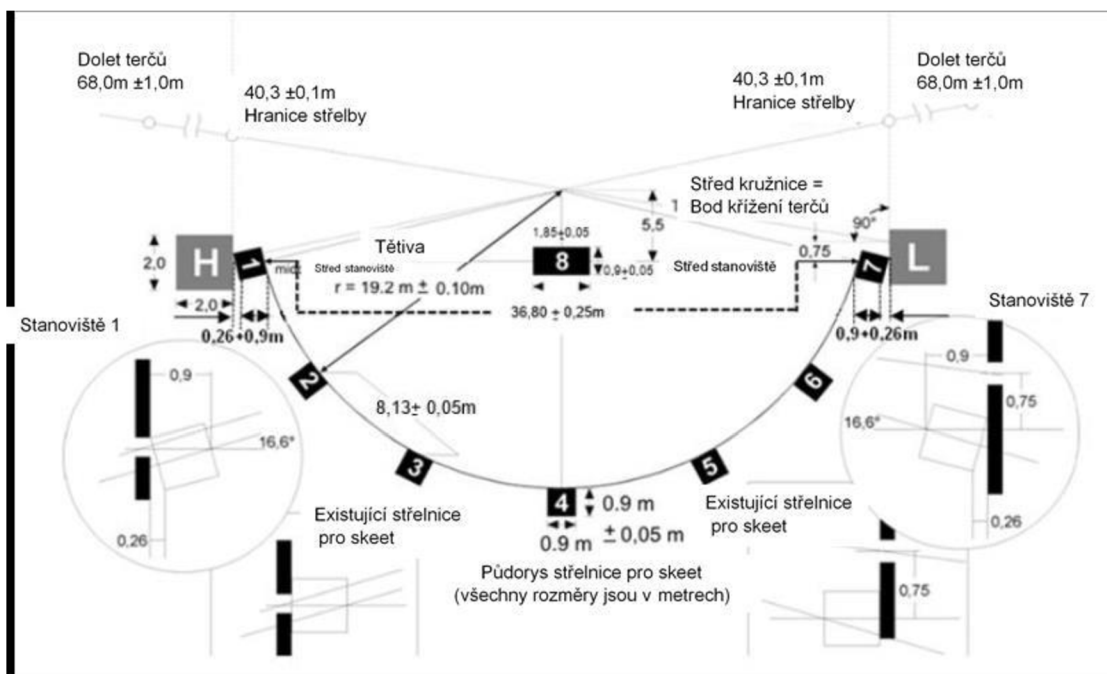 Dolet terčů
68,0m ±1,0m
40,3 ±0,1m
Hranice střelby
40,3 ±0,1m
Hranice střelby
Dolet terčů
68,0m ±1,0m
Střed kružnice =
Bod křížení terčů
1
5,5
90°
1,85±0.05
0,75
2,0
H
1
Tětiva
8
0,9±0,05
Střed stanoviště
7
L
Střed stanoviště
r = 19.2 m ± 0.10m
2,0
36,80 ± 0,25m
Stanoviště 1
Stanoviště 7
0,26+0,9m
0,9+0,26m
0,9
16,6°
0,26
2
8,13± 0,05m
3
4
5
6
0,9
0,75
16,6°
0,26
0.9 m
± 0,05 m
0.9 m
Existující střelnice
pro skeet
Existující střelnice
pro skeet
Půdorys střelnice pro skeet
(všechny rozměry jsou v metrech)
0,75